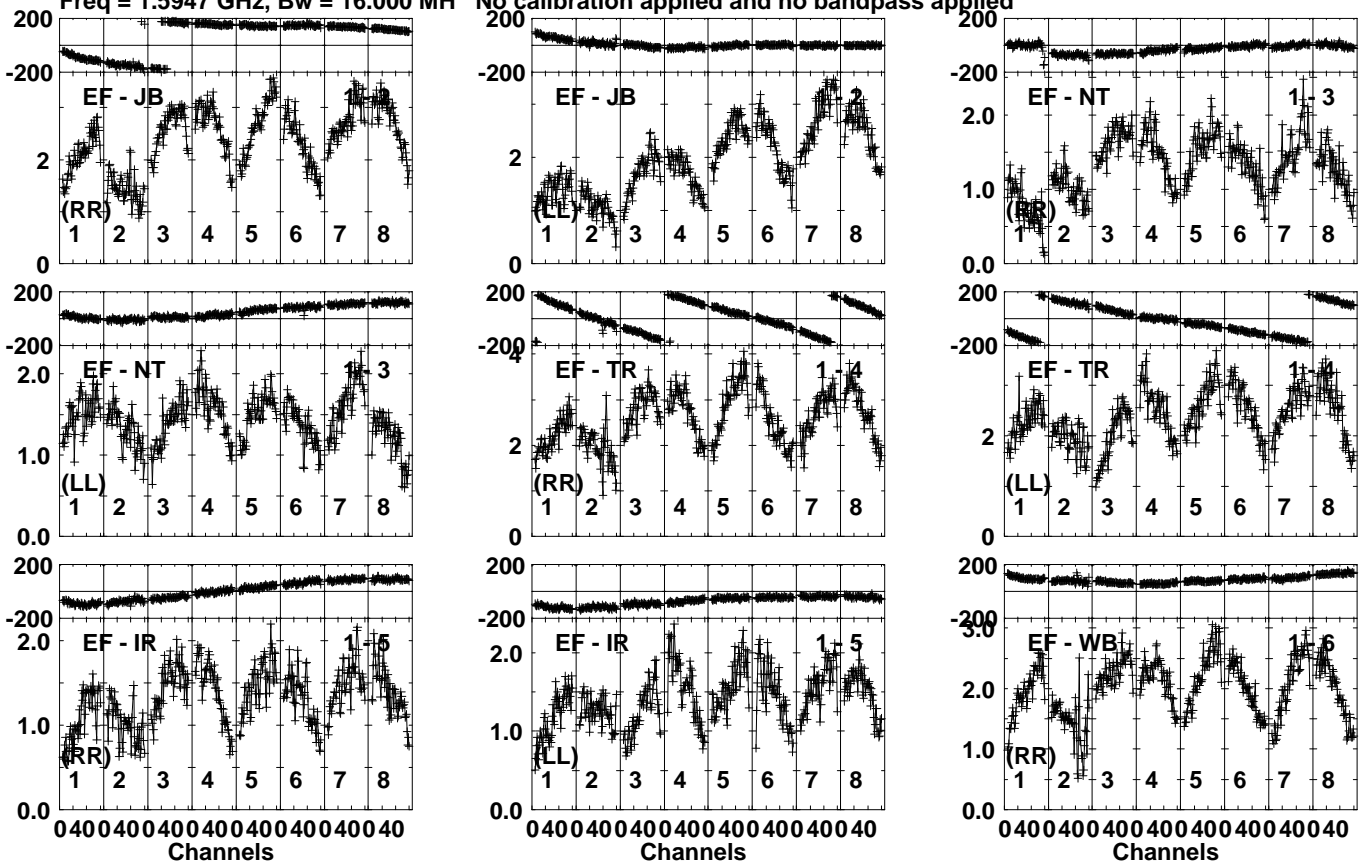 Freq = 1.5947 GHz, Bw = 16.000 MH No calibration applied and no bandpass applied
200
-200
EF - JB
1 - 2
2
(RR)
1 2 3 4 5 6 7 8
0
200
-200
EF - JB
1 - 2
2
(LL)
1 2 3 4 5 6 7 8
0
200
-200
EF - NT
1 - 3
2.0
1.0
(RR)
1 2 3 4 5 6 7 8
0.0
200
-200
EF - NT
1 - 3
2.0
1.0
(LL)
1 2 3 4 5 6 7 8
0.0
200
-200
4
EF - TR
1 - 4
2
(RR)
1 2 3 4 5 6 7 8
0
200
-200
EF - TR
1 - 4
2
(LL)
1 2 3 4 5 6 7 8
0
200
-200
EF - IR
1 - 5
2.0
1.0
(RR)
1 2 3 4 5 6 7 8
0.0
0 40 0 40 0 40 0 40 0 40 0 40 0 40 0 40
Channels
200
-200
EF - IR
1 - 5
2.0
1.0
(LL)
1 2 3 4 5 6 7 8
0.0
0 40 0 40 0 40 0 40 0 40 0 40 0 40 0 40
Channels
200
-200
3.0
EF - WB
1 - 6
2.0
1.0
(RR)
1 2 3 4 5 6 7 8
0.0
0 40 0 40 0 40 0 40 0 40 0 40 0 40 0 40
Channels